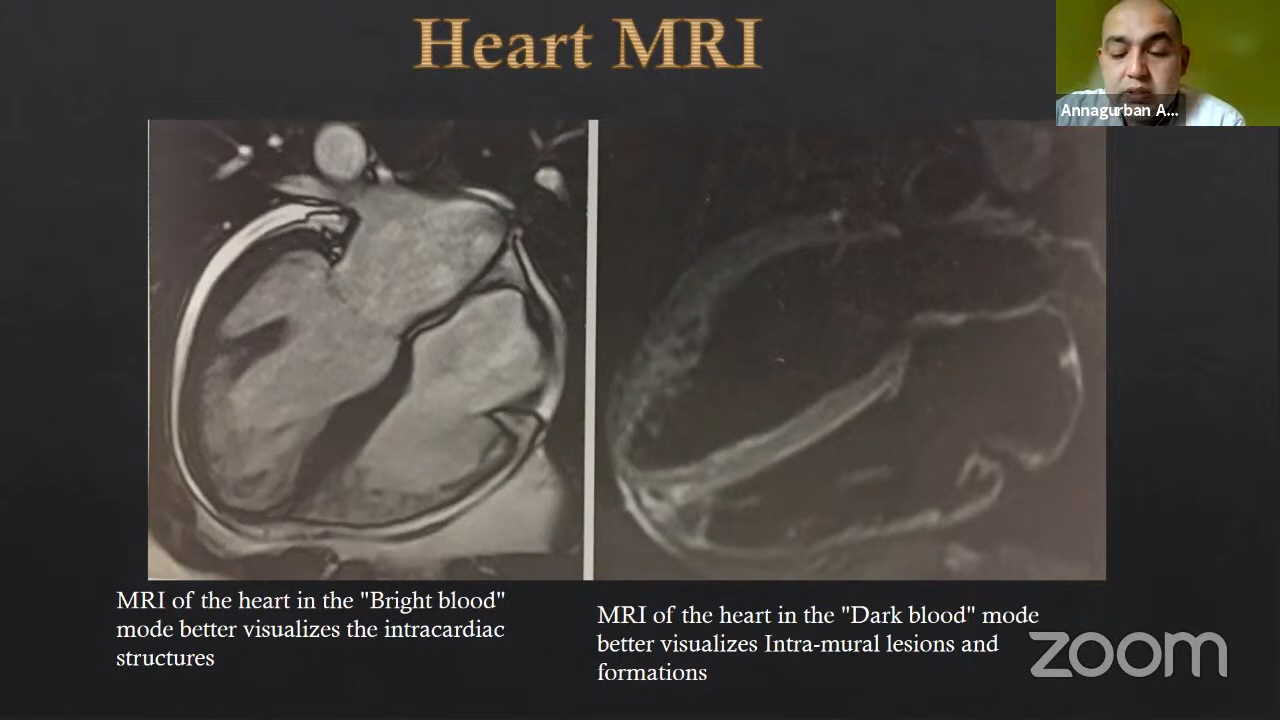 Heart MRI
Annagurban A...
MRI of the heart in the "Bright blood"
mode better visualizes the intracardiac
structures
MRI of the heart in the "Dark blood" mode
better visualizes Intra-mural lesions and
formations
zoom